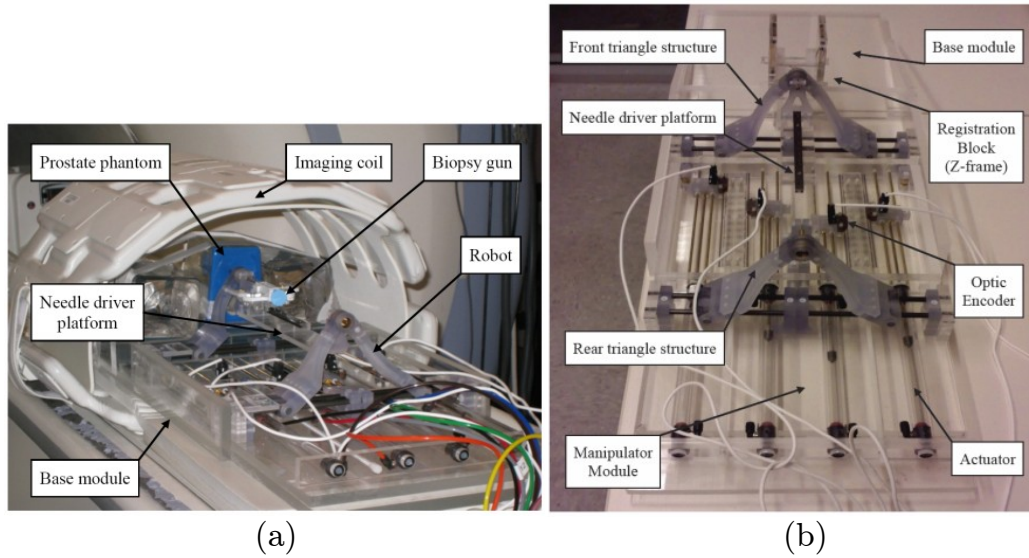 Prostate phantom
Imaging coil
Biopsy gun
Robot
Needle driver
platform
Base module
(a)
Front triangle structure
Base module
Needle driver platform
Registration
Block
(Z-frame)
Optic
Encoder
Rear triangle structure
Manipulator
Module
Actuator
(b)